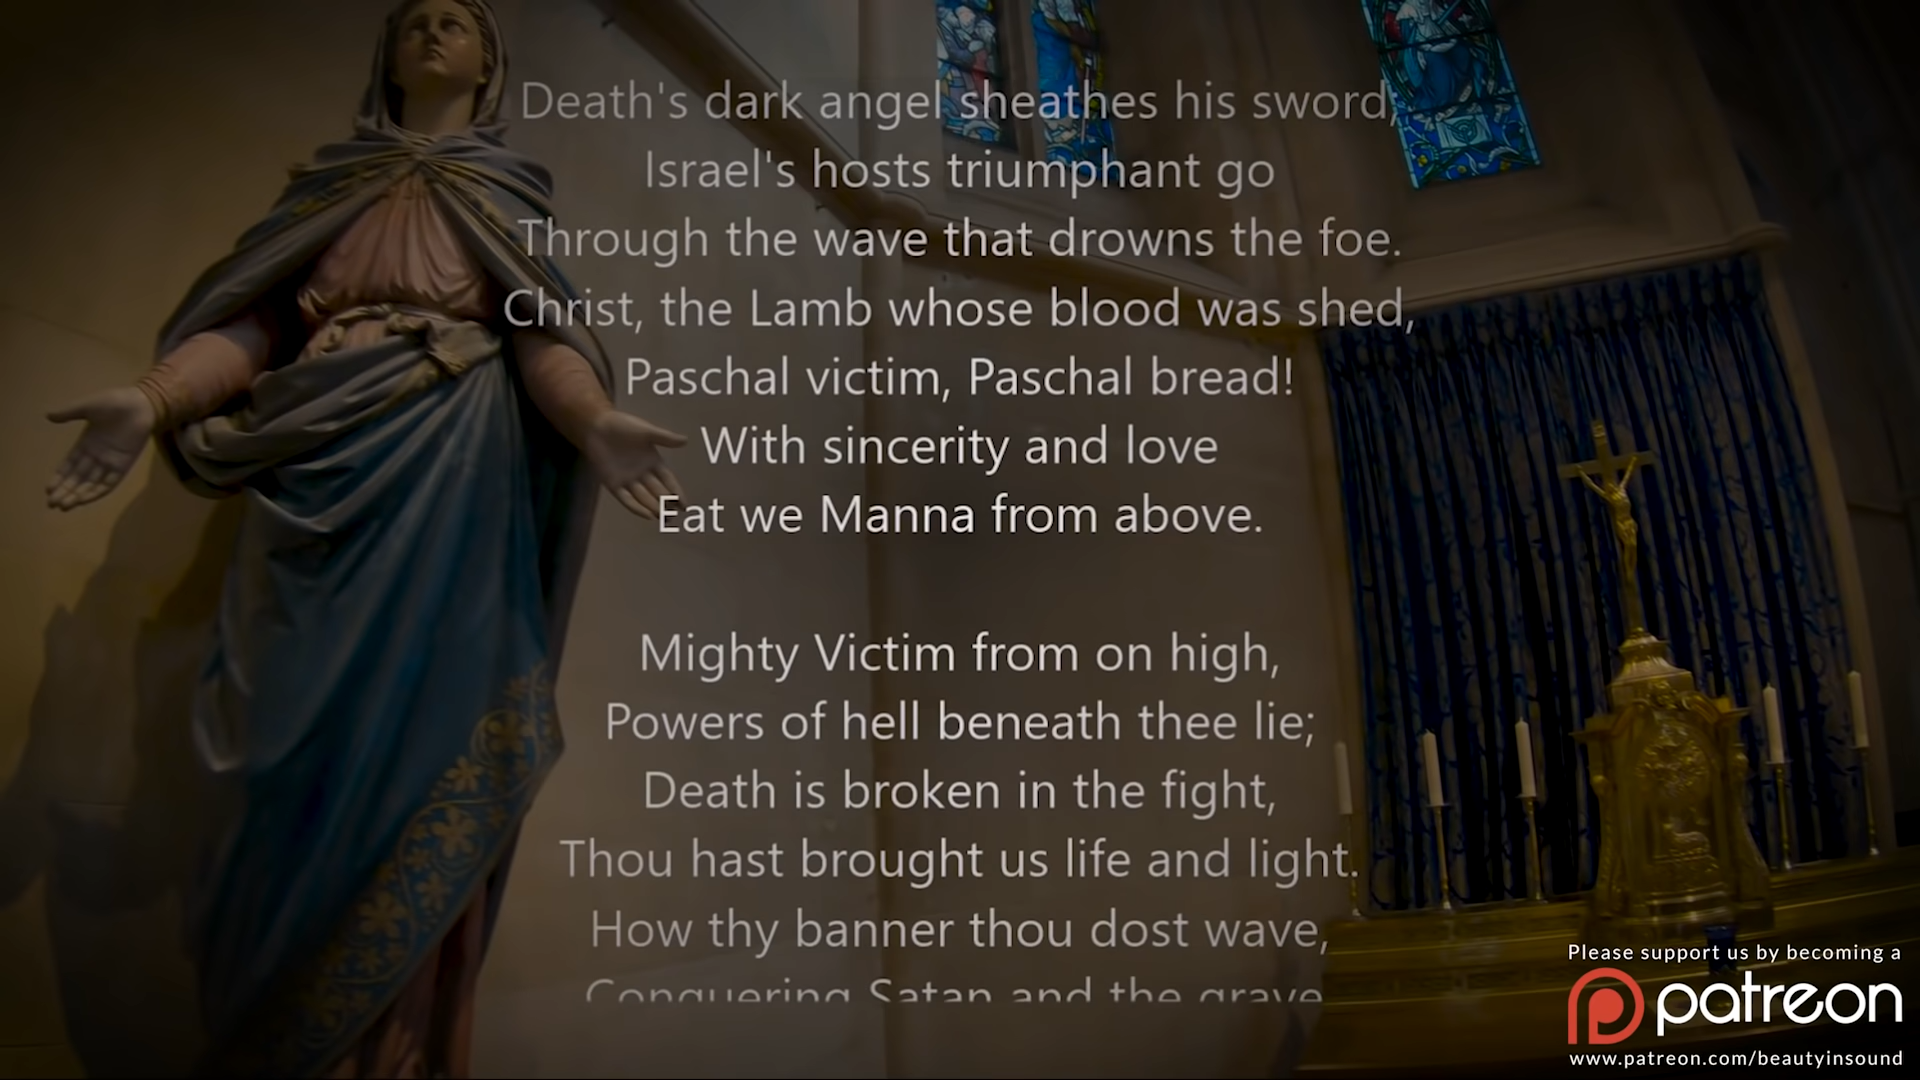 Death's dark angel sheathes his sword;
Israel's hosts triumphant go
Through the wave that drowns the foe.
Christ, the Lamb whose blood was shed,
Paschal victim, Paschal bread!
With sincerity and love
Eat we Manna from above.
Mighty Victim from on high,
Powers of hell beneath thee lie;
Death is broken in the fight,
Thou hast brought us life and light.
How thy banner thou dost wave,
Conquering Satan and the grave
Please support us by becoming a
patreon
www.patreon.com/beautyinsound